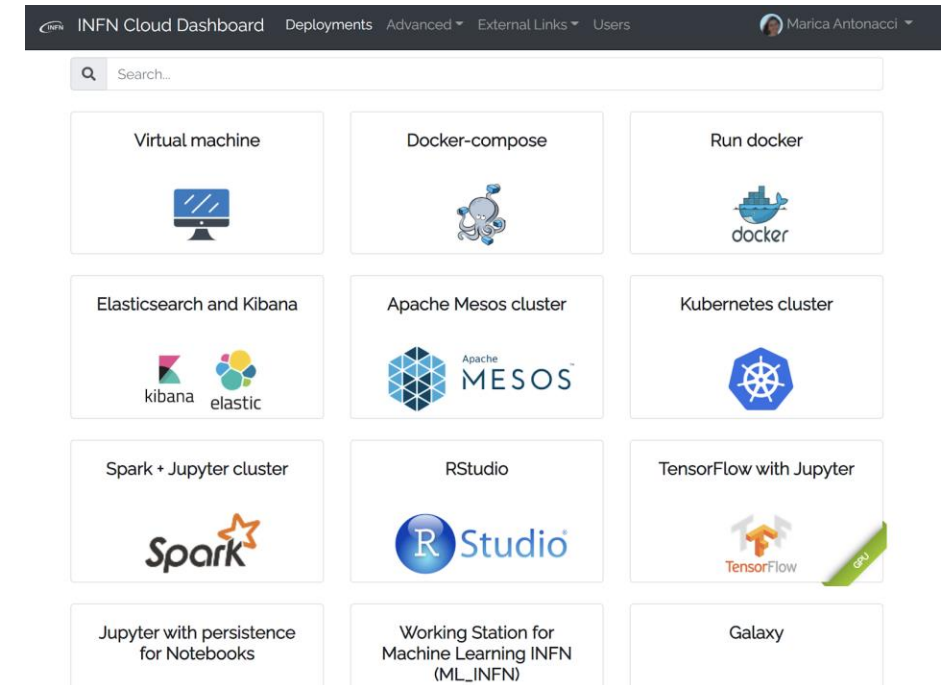 INFN INFN Cloud Dashboard Deployments Advanced External Links Users Marica Antonacci
Search...
Virtual machine Docker-compose Run docker
docker
Elasticsearch and Kibana Apache Mesos cluster Kubernetes cluster
kibana elastic Apache MESOS
Spark + Jupyter cluster RStudio TensorFlow with Jupyter
Spark R Studio TF TensorFlow GPU
Jupyter with persistence
for Notebooks
Working Station for
Machine Learning INFN
(ML_INFN)
Galaxy